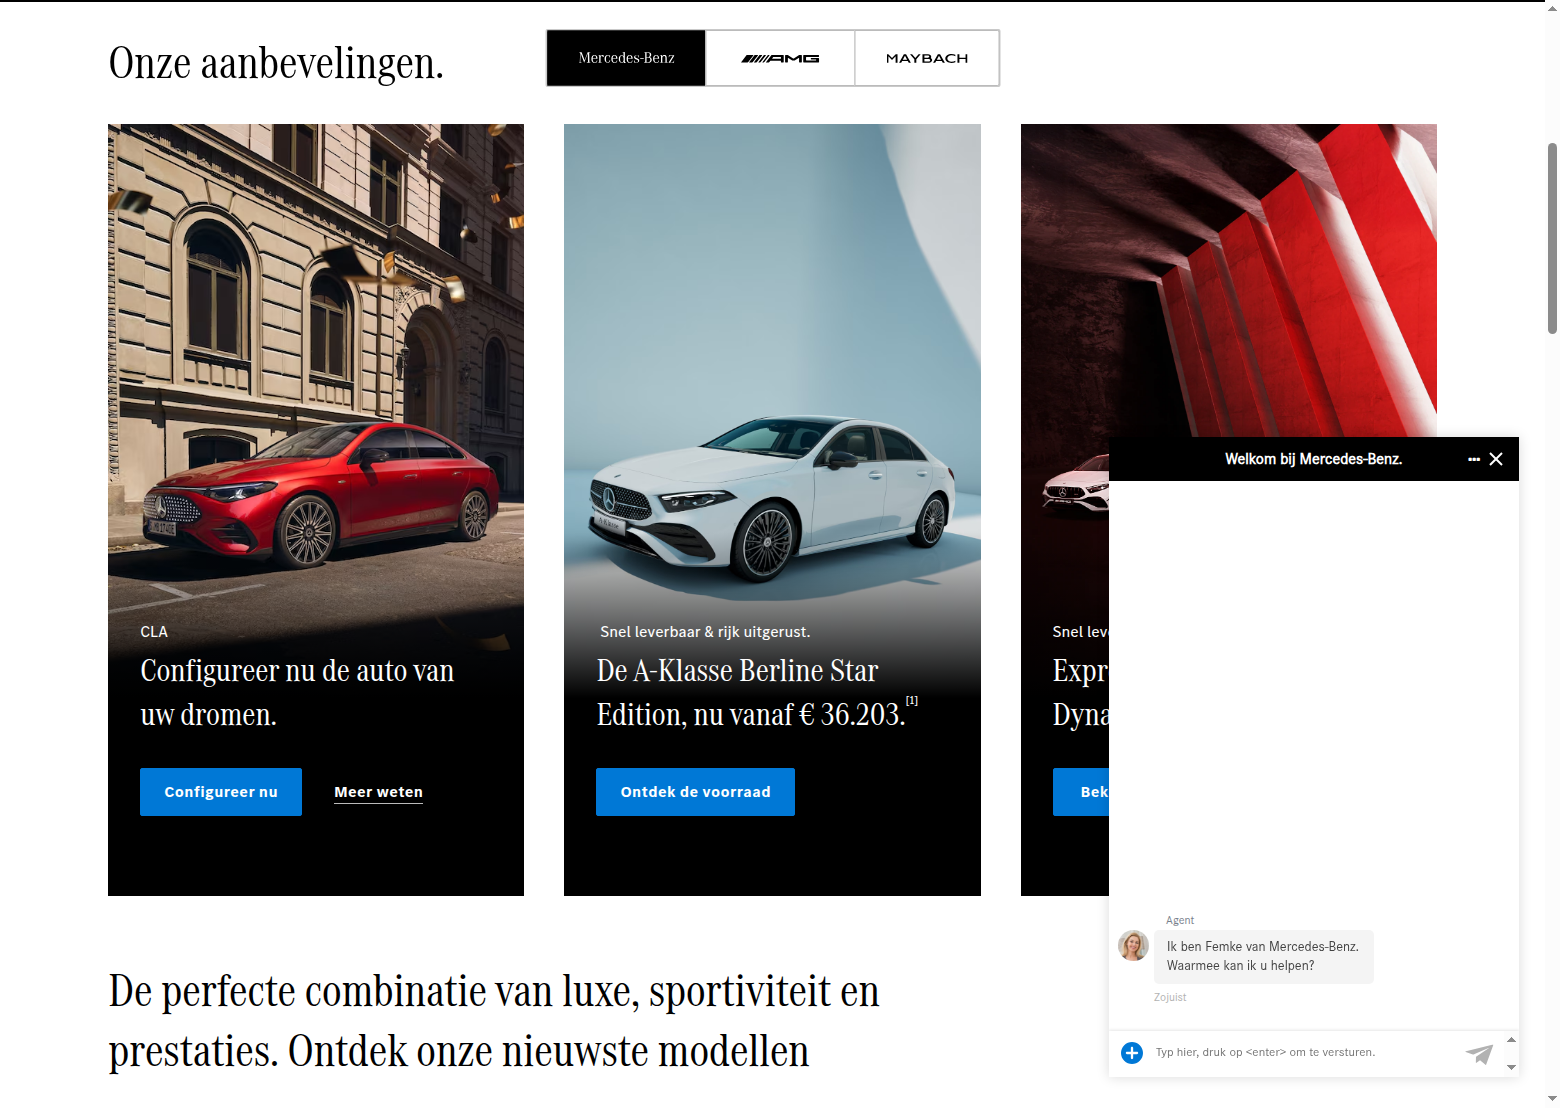 Onze aanbevelingen.
Mercedes-Benz
AMG
MAYBACH
CLA
Configureer nu de auto van
uw dromen.
Configureer nu
Meer weten
Snel leverbaar & rijk uitgerust.
De A-Klasse Berline Star
Edition, nu vanaf € 36.203.[1]
Ontdek de voorraad
Snel lev
Expr
Dyna
Bek
Welkom bij Mercedes-Benz.
Agent
Ik ben Femke van Mercedes-Benz.
Waarmee kan ik u helpen?
Zojuist
Typ hier, druk op <enter> om te versturen.
De perfecte combinatie van luxe, sportiviteit en
prestaties. Ontdek onze nieuwste modellen